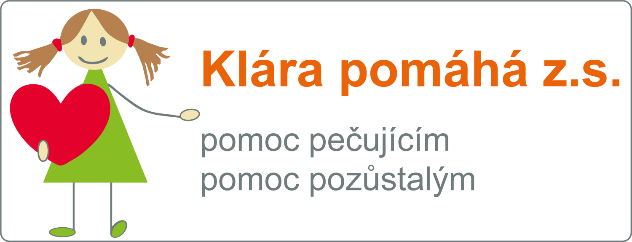 Klára pomáhá z.s.
pomoc pečujícím
pomoc pozůstalým